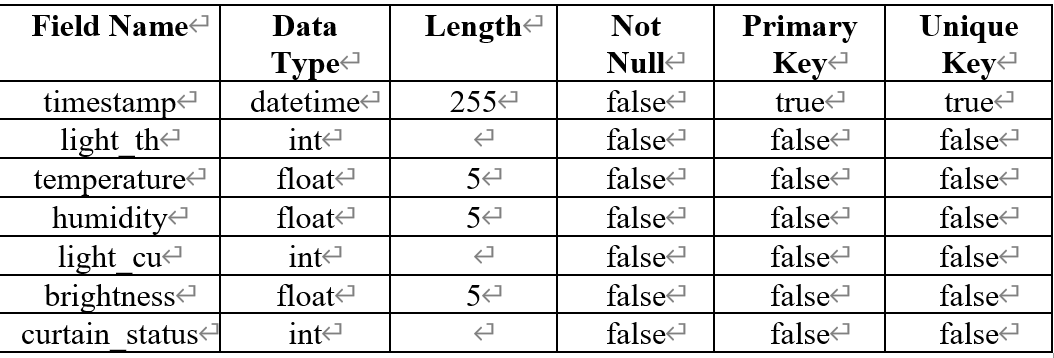 Field Name Data Type Length Not Null Primary Key Unique Key
timestamp datetime 255 false true true
light_th int false false false
temperature float 5 false false false
humidity float 5 false false false
light_cu int false false false
brightness float 5 false false false
curtain_status int false false false